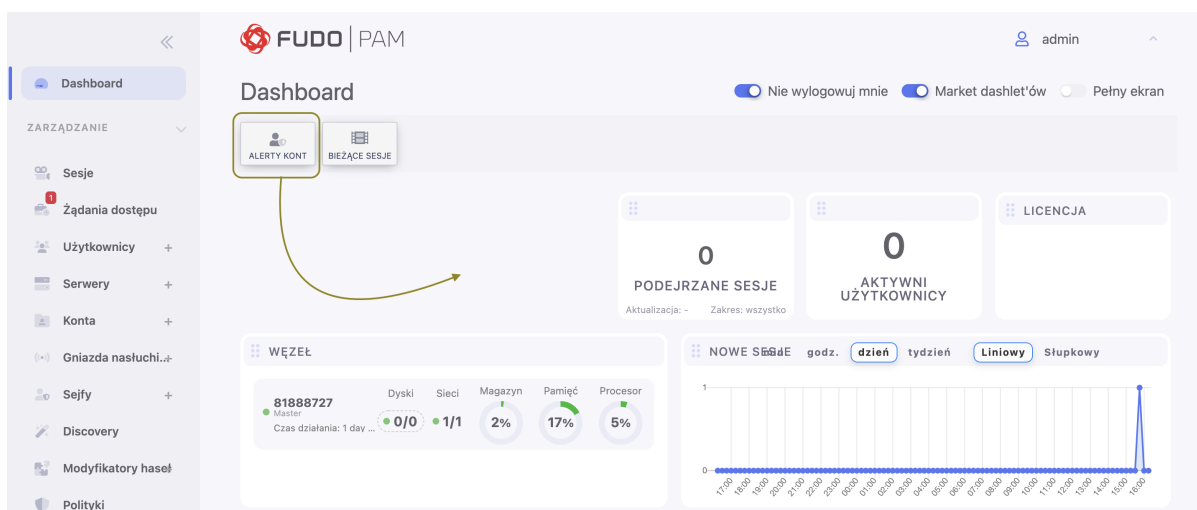 FUDO PAM
admin
Dashboard
ZARZĄDZANIE
Sesje
1
Żądania dostępu
Użytkownicy +
Serwery +
Konta +
Gniazda nasłuchi..+
Sejfy +
Discovery
Modyfikatory haseł
Polityki
Dashboard
Nie wylogowuj mnie
Market dashlet'ów
Pełny ekran
ALERTY KONT
BIEŻĄCE SESJE
0
PODEJRZANE SESJE
Aktualizacja: - Zakres: wszystko
0
AKTYWNI
UŻYTKOWNICY
LICENCJA
WĘZEŁ
Dyski Sieci Magazyn Pamięć Procesor
81888727
Master
Czas działania: 1 day ...
0/0 1/1 2% 17% 5%
NOWE SESJE godz. dzień tydzień Liniowy Słupkowy
1
0
17:00 18:00 19:00 20:00 21:00 22:00 23:00 00:00 01:00 02:00 03:00 04:00 05:00 06:00 07:00 08:00 09:00 10:00 11:00 12:00 13:00 14:00 15:00 16:00